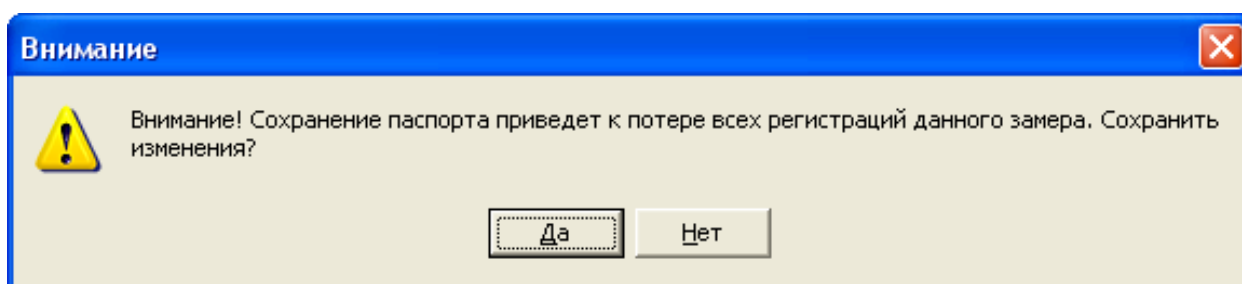 Внимание
Внимание! Сохранение паспорта приведет к потере всех регистраций данного замера. Сохранить
изменения?
Да
Нет